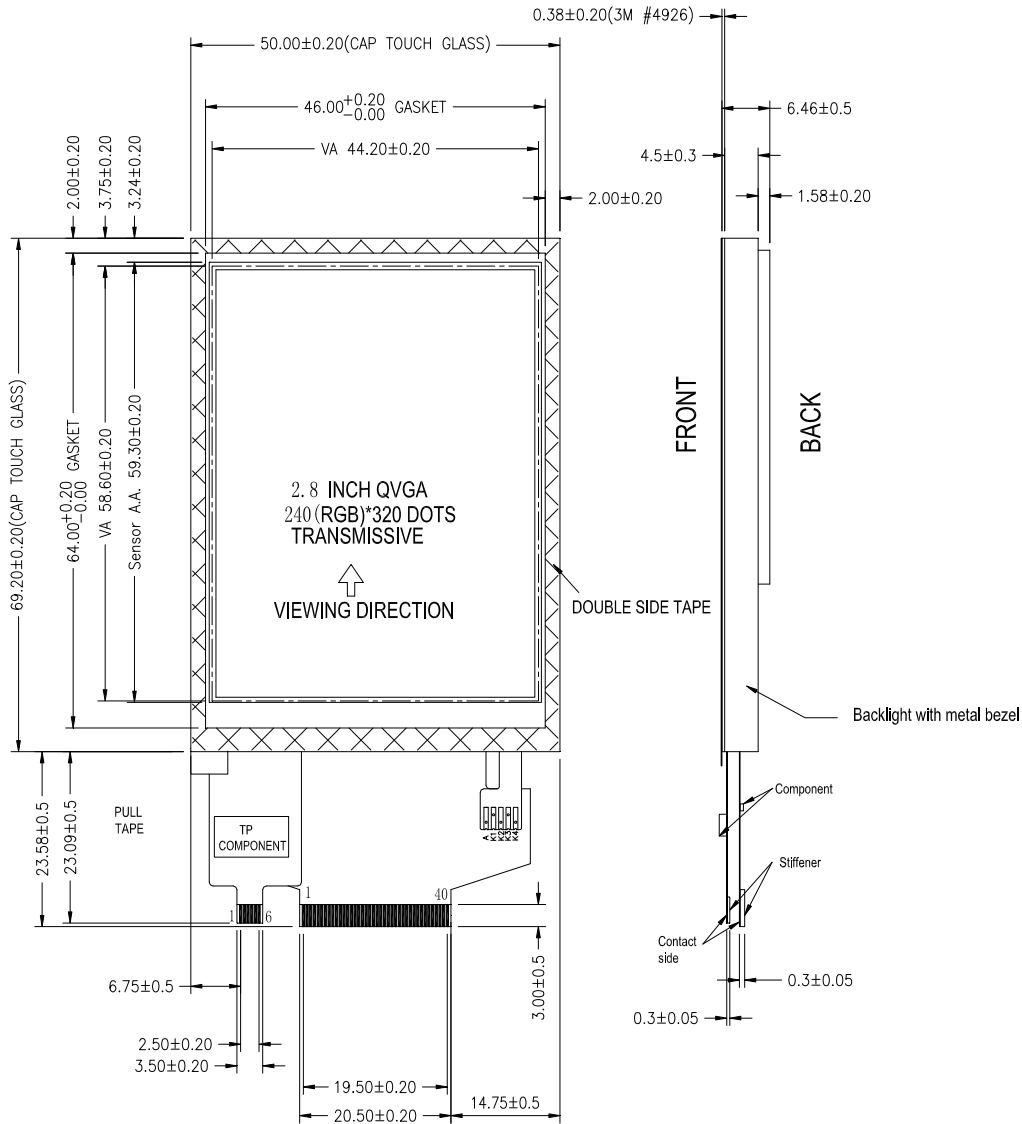 0.38±0.20(3M #4926)
50.00±0.20(CAP TOUCH GLASS)
46.00+0.20-0.00 GASKET
VA 44.20±0.20
2.00±0.20
6.46±0.5
4.5±0.3
1.58±0.20
2.00±0.20
3.75±0.20
3.24±0.20
69.20±0.20(CAP TOUCH GLASS)
64.00+0.20-0.00 GASKET
VA 58.60±0.20
Sensor A.A. 59.30±0.20
2.8 INCH QVGA
240(RGB)*320 DOTS
TRANSMISSIVE
VIEWING DIRECTION
DOUBLE SIDE TAPE
FRONT
BACK
Backlight with metal bezel
23.58±0.5
23.09±0.5
PULL
TAPE
TP
COMPONENT
A
K1
K2
K3
K4
1
6
1
40
3.00±0.5
Component
Stiffener
Contact
side
0.3±0.05
0.3±0.05
6.75±0.5
2.50±0.20
3.50±0.20
19.50±0.20
20.50±0.20
14.75±0.5